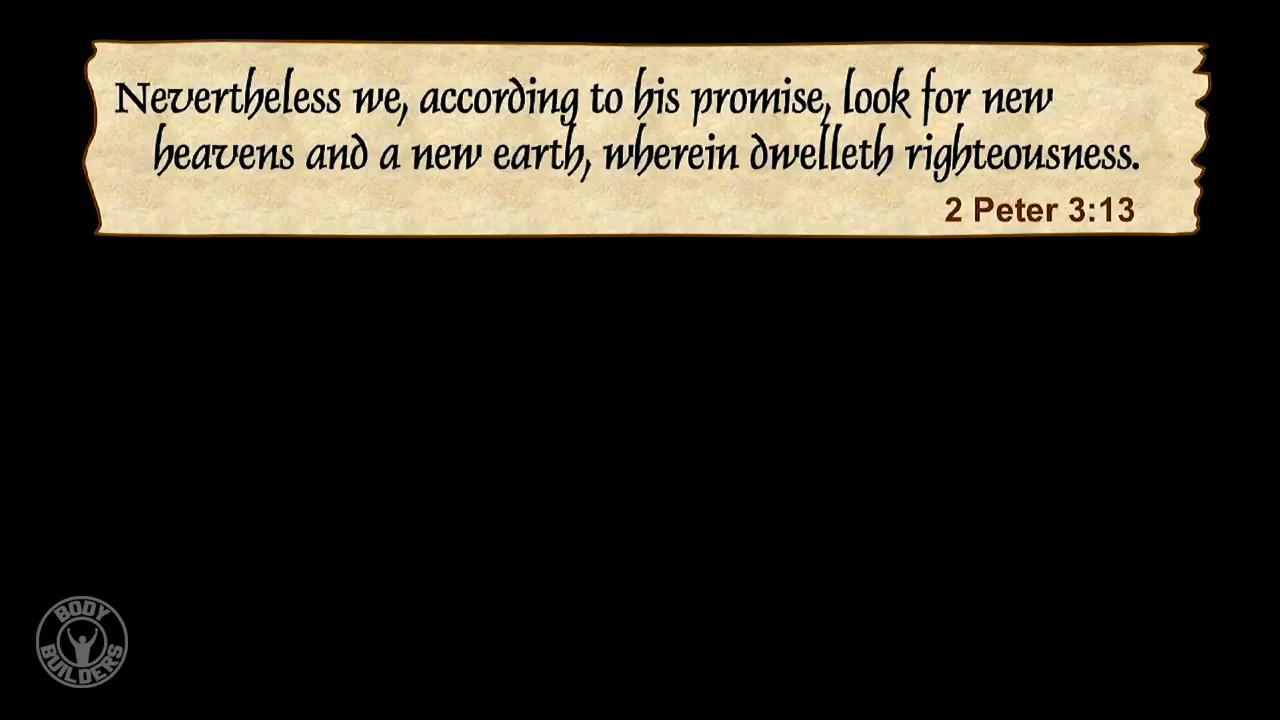 Nevertheless we, according to his promise, look for new
heavens and a new earth, wherein dwelleth righteousness.
2 Peter 3:13
BODY
BUILDERS